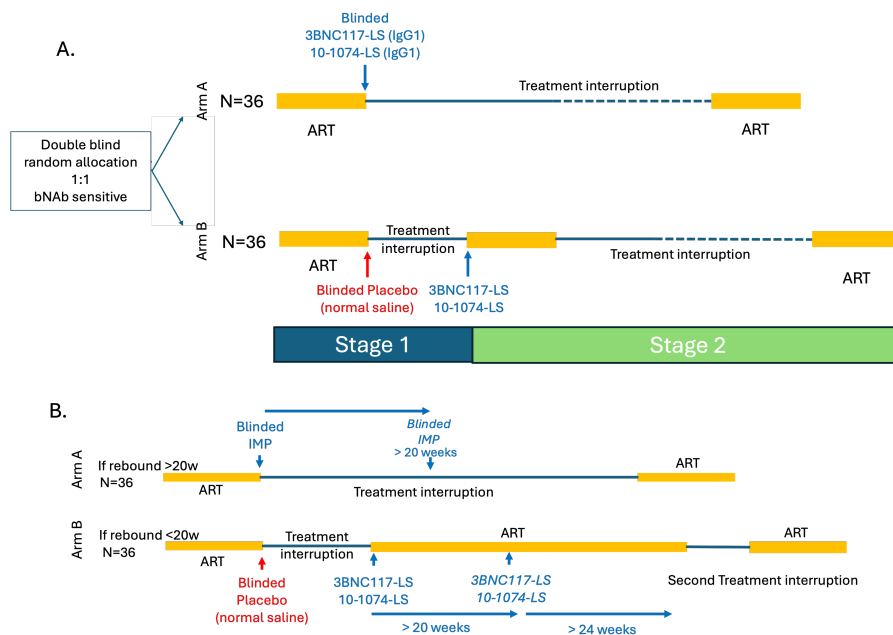 A.
Blinded
3BNC117-LS (IgG1)
10-1074-LS (IgG1)
Arm A
N=36
Treatment interruption
ART
ART
Double blind
random allocation
1:1
bNAb sensitive
Arm B
N=36
Treatment
interruption
Treatment interruption
ART
ART
Blinded Placebo
(normal saline)
3BNC117-LS
10-1074-LS
Stage 1
Stage 2
B.
Blinded
IMP
Blinded
IMP
> 20 weeks
Arm A
If rebound >20w
N=36
ART
Treatment interruption
ART
Arm B
If rebound <20w
N=36
ART
Treatment
interruption
ART
ART
Blinded
Placebo
(normal saline)
3BNC117-LS
10-1074-LS
3BNC117-LS
10-1074-LS
Second Treatment interruption
> 20 weeks
> 24 weeks